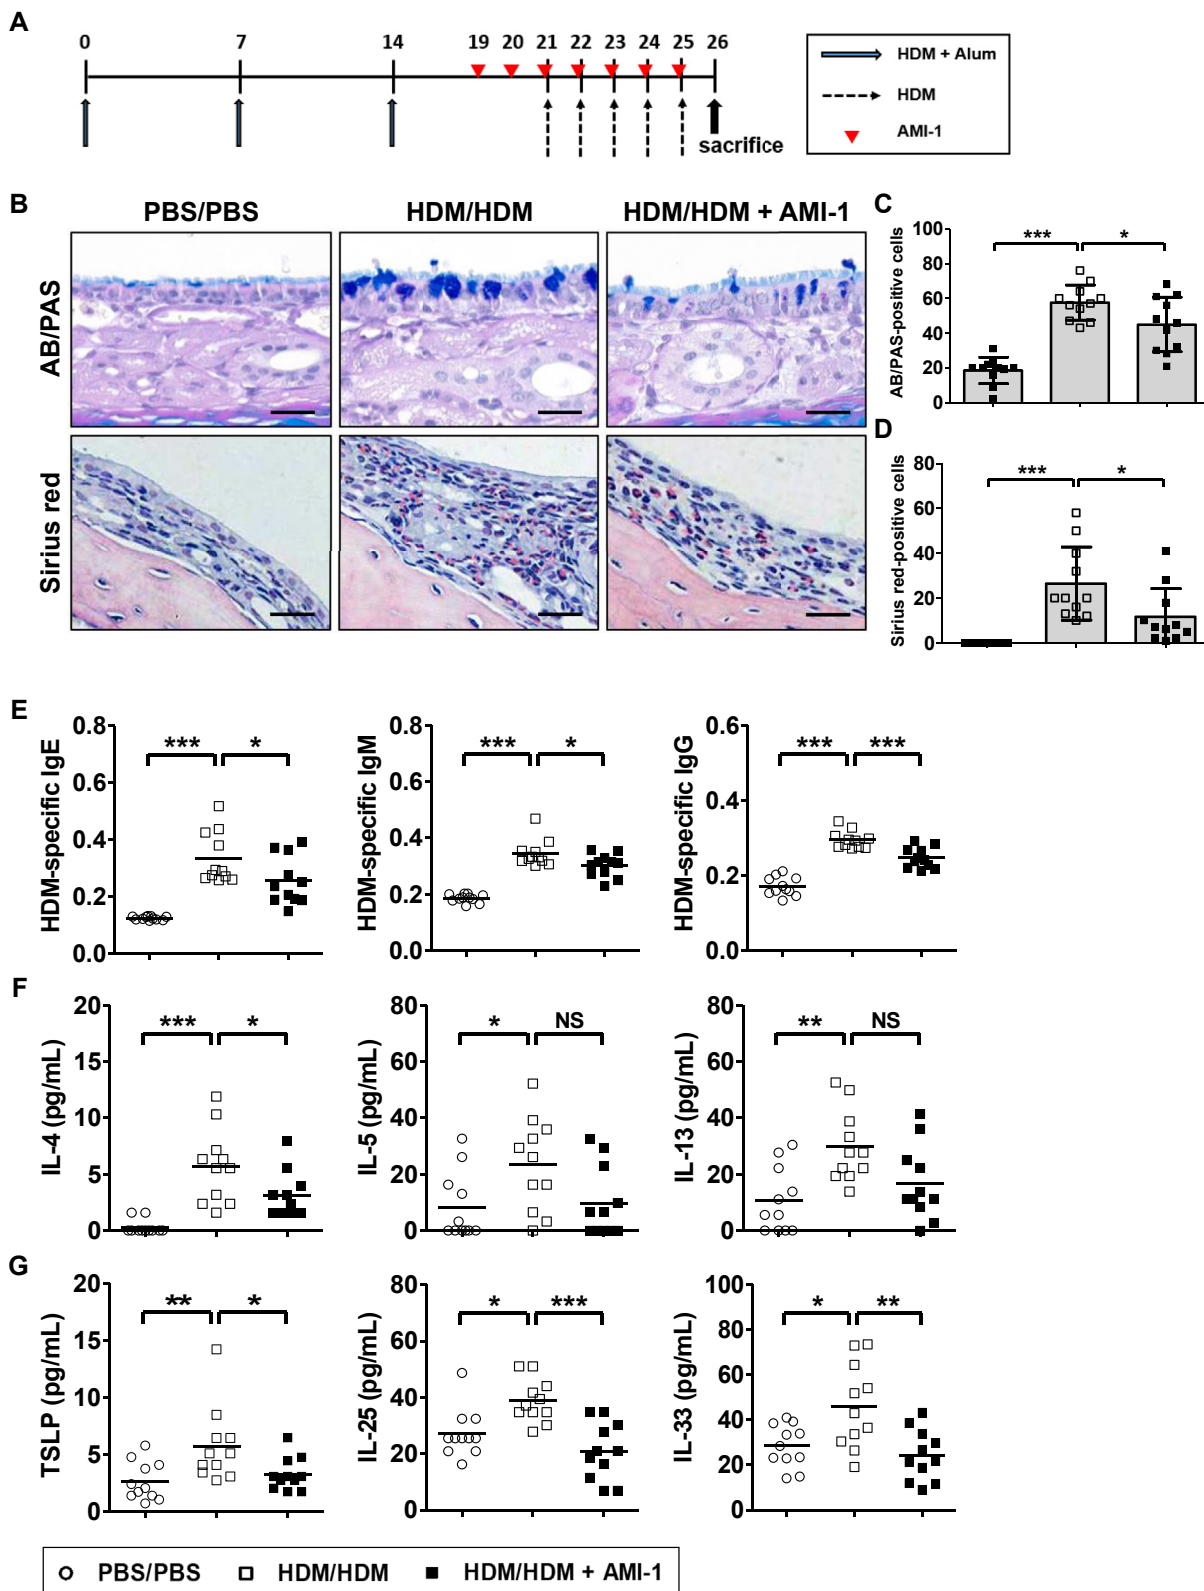 A
0 7 14 19 20 21 22 23 24 25 26
sacrifice
HDM + Alum
HDM
AMI-1
B
PBS/PBS HDM/HDM HDM/HDM + AMI-1
AB/PAS
Sirius red
C
AB/PAS-positive cells
100
80
60
40
20
0
*** *
D
Sirius red-positive cells
80
60
40
20
0
*** *
E
HDM-specific IgE
0.8
0.6
0.4
0.2
0.0
*** *
HDM-specific IgM
0.8
0.6
0.4
0.2
0.0
*** *
HDM-specific IgG
0.6
0.4
0.2
0.0
*** ***
F
IL-4 (pg/mL)
20
15
10
5
0
*** *
IL-5 (pg/mL)
80
60
40
20
0
* NS
IL-13 (pg/mL)
80
60
40
20
0
** NS
G
TSLP (pg/mL)
20
15
10
5
0
** *
IL-25 (pg/mL)
80
60
40
20
0
* ***
IL-33 (pg/mL)
100
80
60
40
20
0
* **
PBS/PBS HDM/HDM HDM/HDM + AMI-1